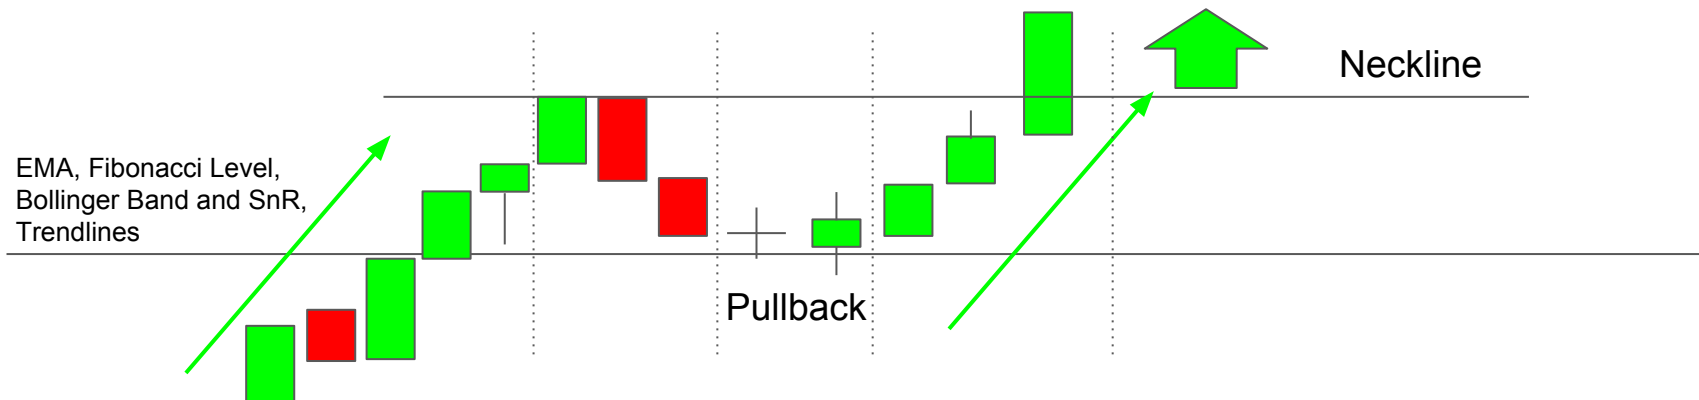 Neckline
EMA, Fibonacci Level,
Bollinger Band and SnR,
Trendlines
Pullback